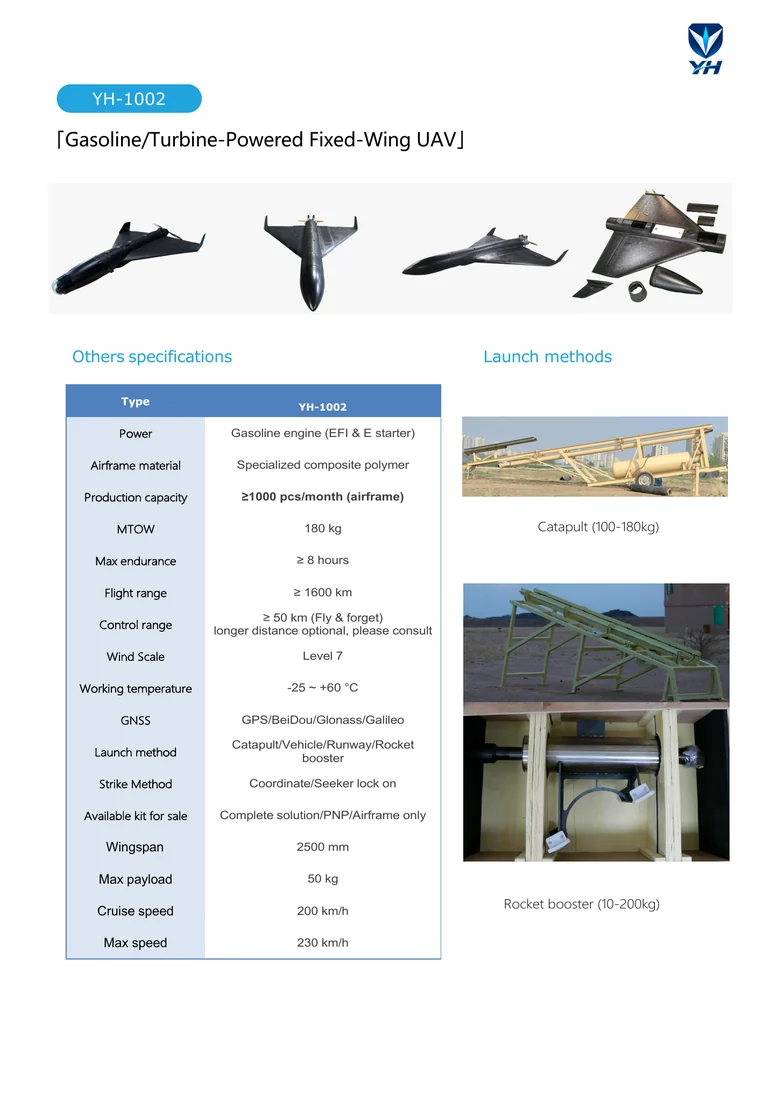 YH
YH-1002
「Gasoline/Turbine-Powered Fixed-Wing UAV」
Others specifications
Launch methods
Type YH-1002
Power Gasoline engine (EFI & E starter)
Airframe material Specialized composite polymer
Production capacity ≥1000 pcs/month (airframe)
MTOW 180 kg
Max endurance ≥ 8 hours
Flight range ≥ 1600 km
Control range ≥ 50 km (Fly & forget)
longer distance optional, please consult
Wind Scale Level 7
Working temperature -25 ~ +60 °C
GNSS GPS/BeiDou/Glonass/Galileo
Launch method Catapult/Vehicle/Runway/Rocket
booster
Strike Method Coordinate/Seeker lock on
Available kit for sale Complete solution/PNP/Airframe only
Wingspan 2500 mm
Max payload 50 kg
Cruise speed 200 km/h
Max speed 230 km/h
Catapult (100-180kg)
Rocket booster (10-200kg)